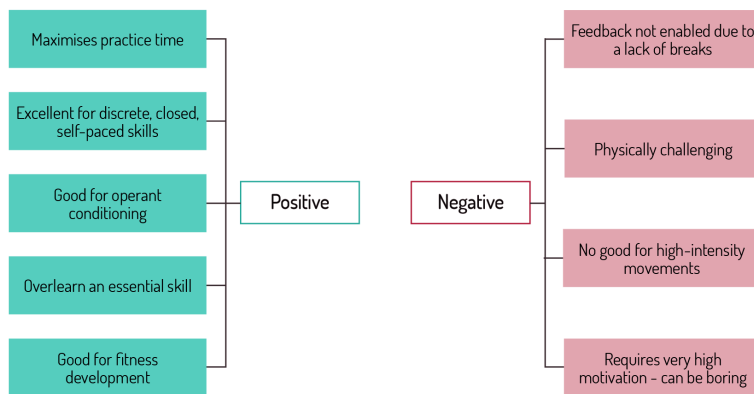 Maximises practice time
Excellent for discrete, closed,
self-paced skills
Good for operant
conditioning
Overlearn an essential skill
Good for fitness
development
Positive
Negative
Feedback not enabled due to
a lack of breaks
Physically challenging
No good for high-intensity
movements
Requires very high
motivation - can be boring